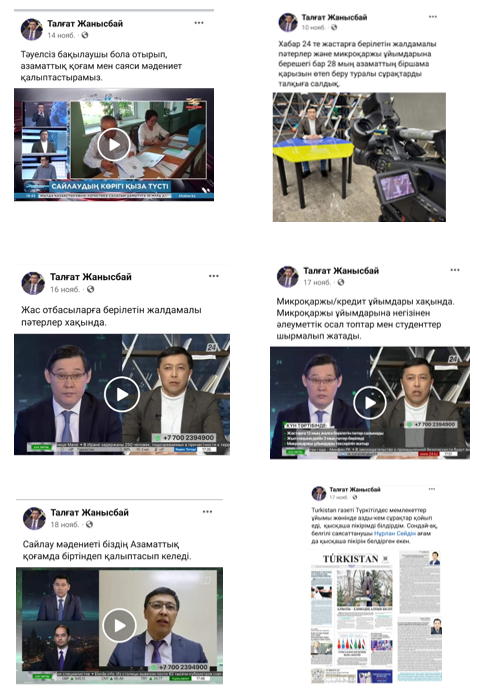 Талғат Жанысбай
14 нояб.
Тәуелсіз бақылаушы бола отырып,
азаматтық қоғам мен саяси мәдениет
қалыптастырамыз.
САЙЛАУДЫҢ КӨРІГІ ҚЫЗА ТҮСТІ
Талғат Жанысбай
10 нояб.
Хабар 24 те жастарға берілетін жалдамалы
пәтерлер және микроқаржы ұйымдарына
берешегі бар 28 мың азаматтың біршама
қарызын өтеп беру туралы сұрақтарды
талқыға салдық.
Талғат Жанысбай
16 нояб.
Жас отбасыларға берілетін жалдамалы
пәтерлер хақында.
24
+7 700 2394900
Талғат Жанысбай
17 нояб.
Микроқаржы/кредит ұйымдары хақында.
Микроқаржы ұйымдарына негізінен
әлеуметтік осал топтар мен студенттер
шырмалып жатады.
24
КҮН ТӘРТІБІНДЕ:
+7 700 2394900
Талғат Жанысбай
18 нояб.
Сайлау мәдениеті біздің Азаматтық
қоғамда біртіндеп қалыптасып келеді.
+7 700 2394900
Талғат Жанысбай
17 нояб.
Turkistan газеті Түркітілдес мемлекеттер
ұйымы жөнінде азды-кем сұрақтар қойып
еді, қысқаша пікірімді білдірдім. Сондай-ақ,
белгілі саясаттанушы Нұрлан Сейдін ағам
да қысқаша пікірін білдірген екен.
TÜRKISTAN